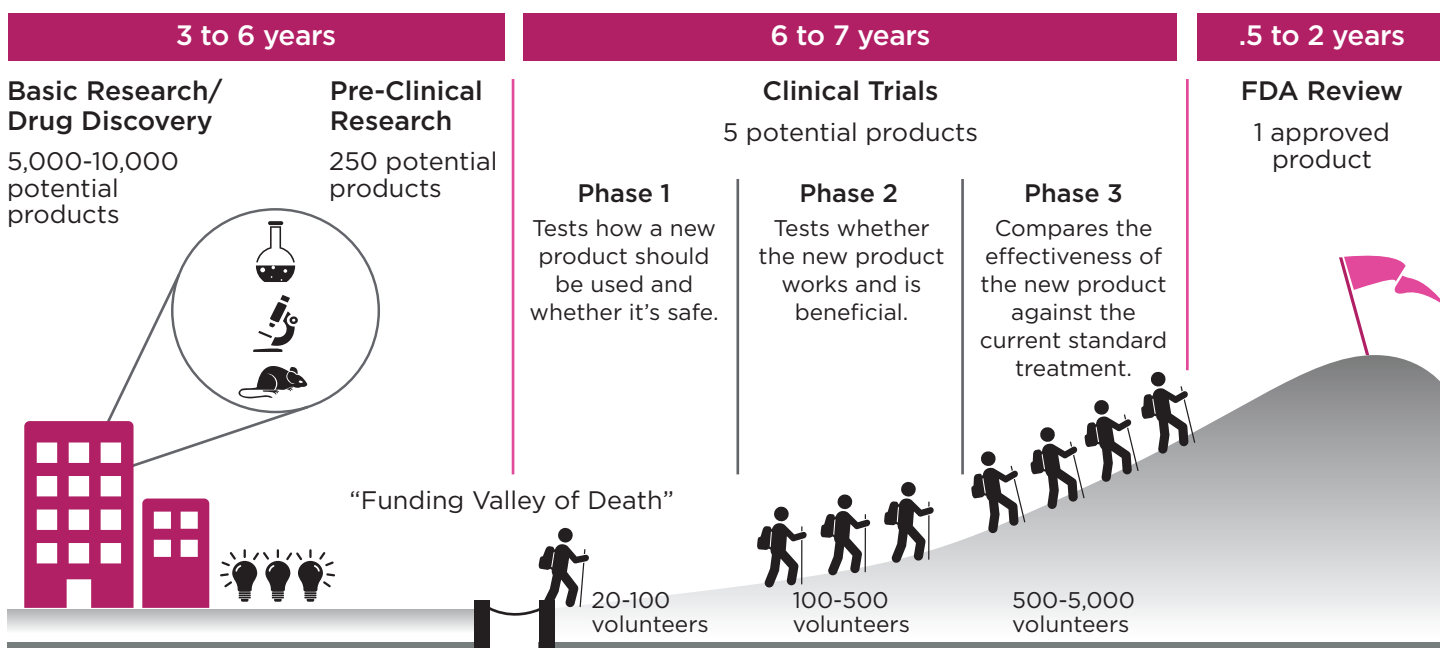 3 to 6 years
6 to 7 years
.5 to 2 years
Basic Research/
Drug Discovery
5,000-10,000
potential
products
Pre-Clinical
Research
250 potential
products
Clinical Trials
5 potential products
Phase 1
Tests how a new
product should
be used and
whether it’s safe.
Phase 2
Tests whether
the new product
works and is
beneficial.
Phase 3
Compares the
effectiveness of
the new product
against the
current standard
treatment.
FDA Review
1 approved
product
“Funding Valley of Death”
20-100
volunteers
100-500
volunteers
500-5,000
volunteers